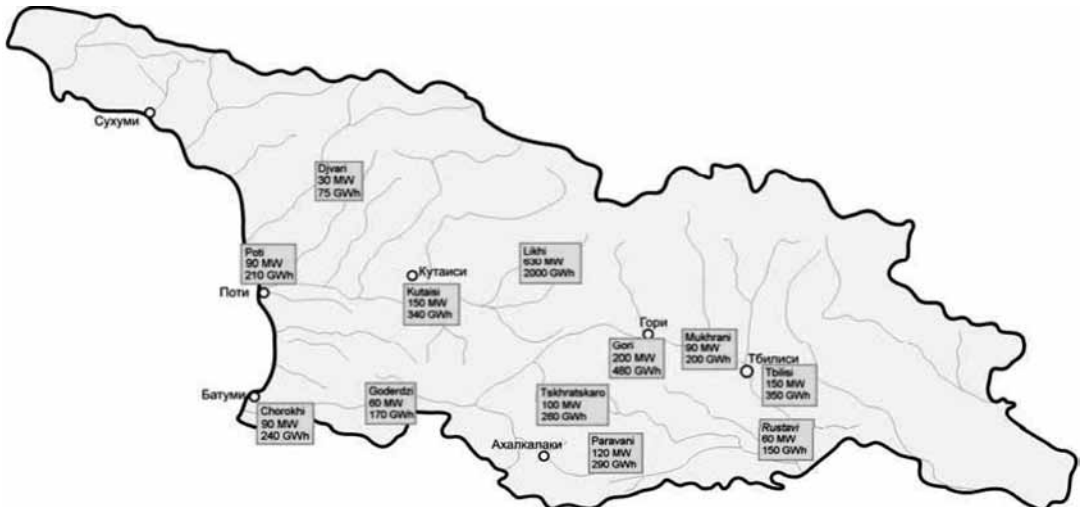 Сухуми
Djvari
30 MW
75 GWh
Poti
90 MW
210 GWh
Поти
Кутаиси
Kutaisi
150 MW
340 GWh
Likhi
630 MW
2000 GWh
Гори
Gori
200 MW
480 GWh
Mukhrani
90 MW
200 GWh
Тбилиси
Tbilisi
150 MW
350 GWh
Батуми
Chorokhi
90 MW
240 GWh
Goderdzi
60 MW
170 GWh
Tskhratskaro
100 MW
260 GWh
Ахалкалаки
Paravani
120 MW
290 GWh
Rustavi
60 MW
150 GWh